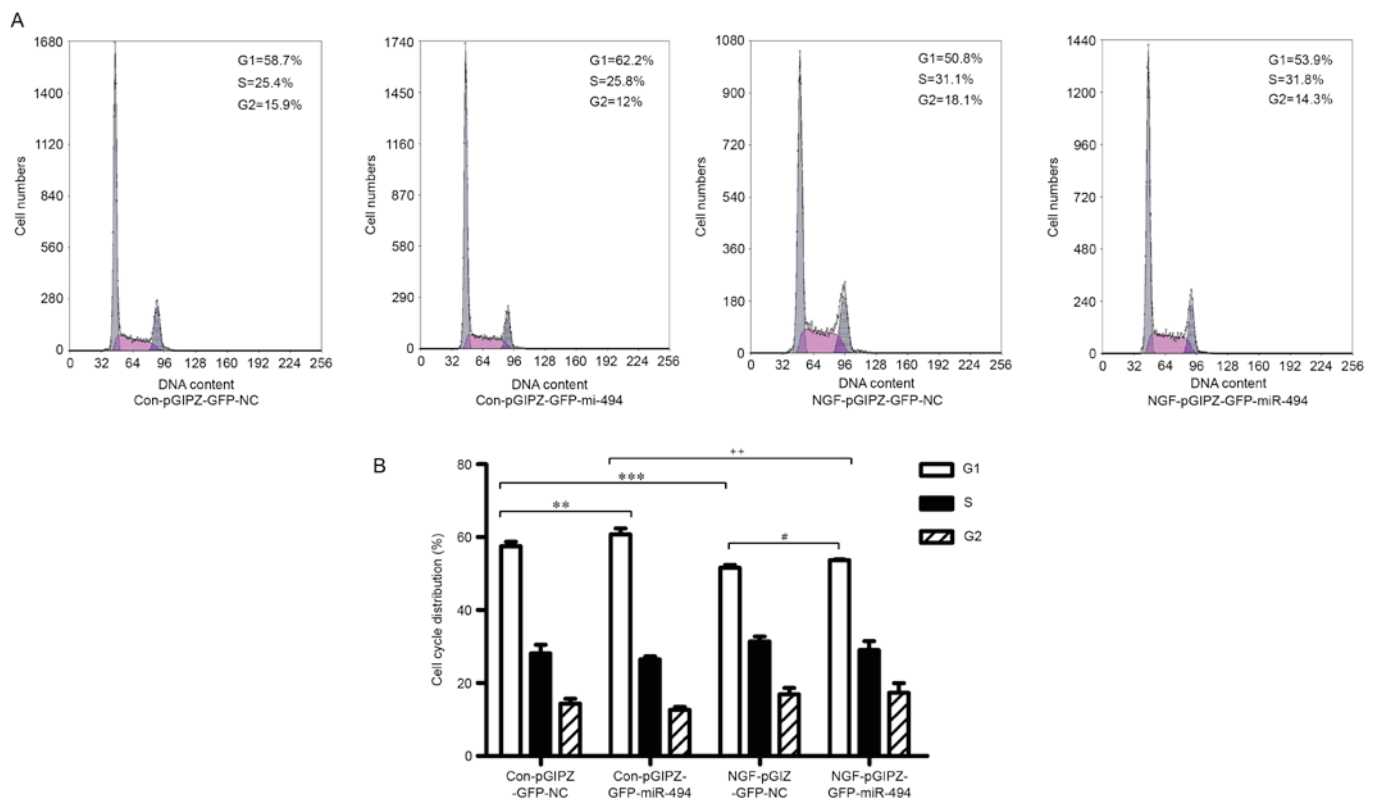 A
1680
1400
1120
840
560
280
0
Cell numbers
G1=58.7%
S=25.4%
G2=15.9%
0 32 64 96 128 160 192 224 256
DNA content
Con-pGIPZ-GFP-NC
1740
1450
1160
870
580
290
0
Cell numbers
G1=62.2%
S=25.8%
G2=12%
0 32 64 96 128 160 192 224 256
DNA content
Con-pGIPZ-GFP-mi-494
1080
900
720
540
360
180
0
Cell numbers
G1=50.8%
S=31.1%
G2=18.1%
0 32 64 96 128 160 192 224 256
DNA content
NGF-pGIPZ-GFP-NC
1440
1200
960
720
480
240
0
Cell numbers
G1=53.9%
S=31.8%
G2=14.3%
0 32 64 96 128 160 192 224 256
DNA content
NGF-pGIPZ-GFP-miR-494
B
80
60
40
20
0
Cell cycle distribution (%)
++
***
**
#
G1
S
G2
Con-pGIPZ
-GFP-NC
Con-pGIPZ-
GFP-miR-494
NGF-pGIZ
-GFP-NC
NGF-pGIPZ-
GFP-miR-494